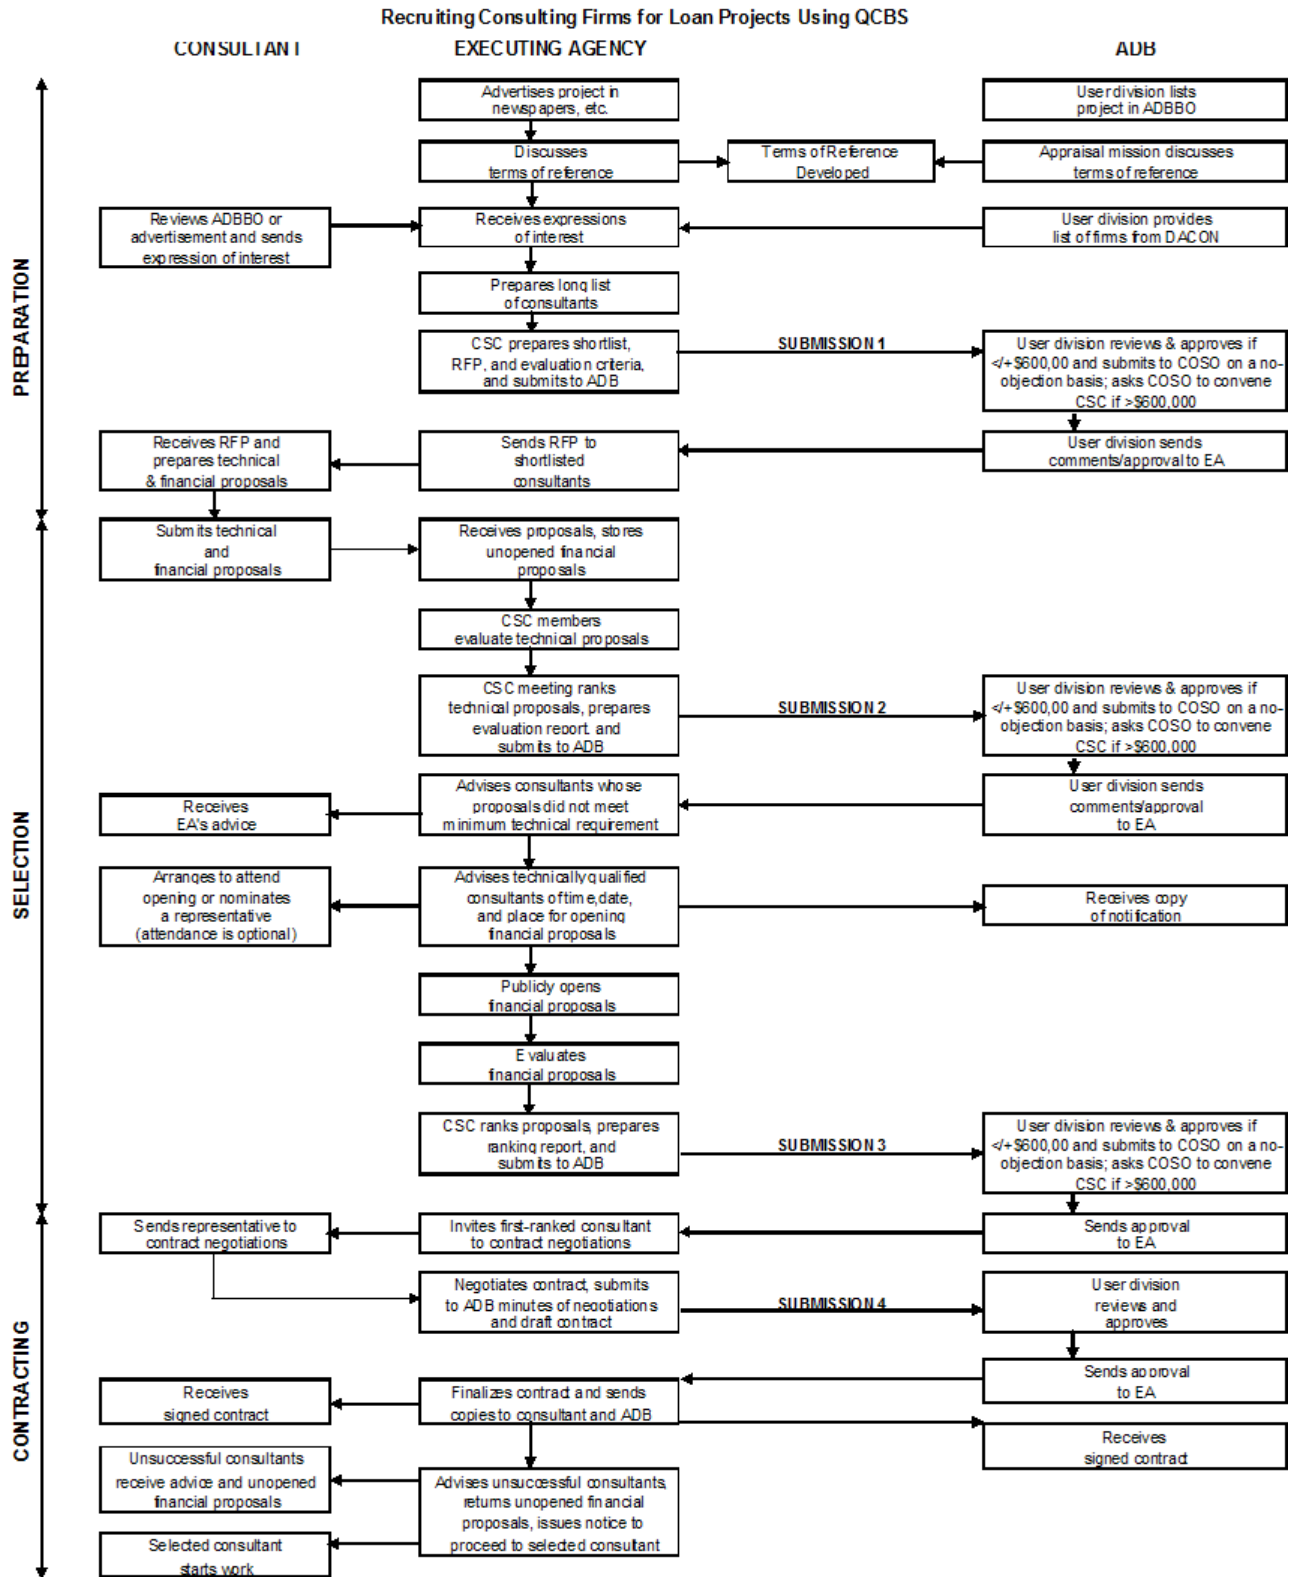 Recruiting Consulting Firms for Loan Projects Using QCBS
CONSULTANT
EXECUTING AGENCY
ADB
PREPARATION
Advertises project in
newspapers, etc.
User division lists
project in ADBBO
Discusses
terms of reference
Terms of Reference
Developed
Appraisal mission discusses
terms of reference
Reviews ADBBO or
advertisement and sends
expression of interest
Receives expressions
of interest
User division provides
list of firms from DACON
Prepares long list
of consultants
CSC prepares shortlist,
RFP, and evaluation criteria,
and submits to ADB
SUBMISSION 1
User division reviews & approves if
</+$600,00 and submits to COSO on a no-
objection basis; asks COSO to convene
CSC if >$600,000
Receives RFP and
prepares technical
& financial proposals
Sends RFP to
shortlisted
consultants
User division sends
comments/approval to EA
SELECTION
Submits technical
and
financial proposals
Receives proposals, stores
unopened financial
proposals
CSC members
evaluate technical proposals
CSC meeting ranks
technical proposals, prepares
evaluation report, and
submits to ADB
SUBMISSION 2
User division reviews & approves if
</+$600,00 and submits to COSO on a no-
objection basis; asks COSO to convene
CSC if >$600,000
Receives
EA's advice
Advises consultants whose
proposals did not meet
minimum technical requirement
User division sends
comments/approval
to EA
Arranges to attend
opening or nominates
a representative
(attendance is optional)
Advises technically qualified
consultants of time, date,
and place for opening
financial proposals
Receives copy
of notification
Publicly opens
financial proposals
Evaluates
financial proposals
CSC ranks proposals, prepares
ranking report, and
submits to ADB
SUBMISSION 3
User division reviews & approves if
</+$600,00 and submits to COSO on a no-
objection basis; asks COSO to convene
CSC if >$600,000
CONTRACTING
Sends representative to
contract negotiations
Invites first-ranked consultant
to contract negotiations
Sends approval
to EA
Negotiates contract, submits
to ADB minutes of negotiations
and draft contract
SUBMISSION 4
User division
reviews and
approves
Sends approval
to EA
Receives
signed contract
Finalizes contract and sends
copies to consultant and ADB
Receives
signed contract
Unsuccessful consultants
receive advice and unopened
financial proposals
Advises unsuccessful consultants,
returns unopened financial
proposals, issues notice to
proceed to selected consultant
Selected consultant
starts work